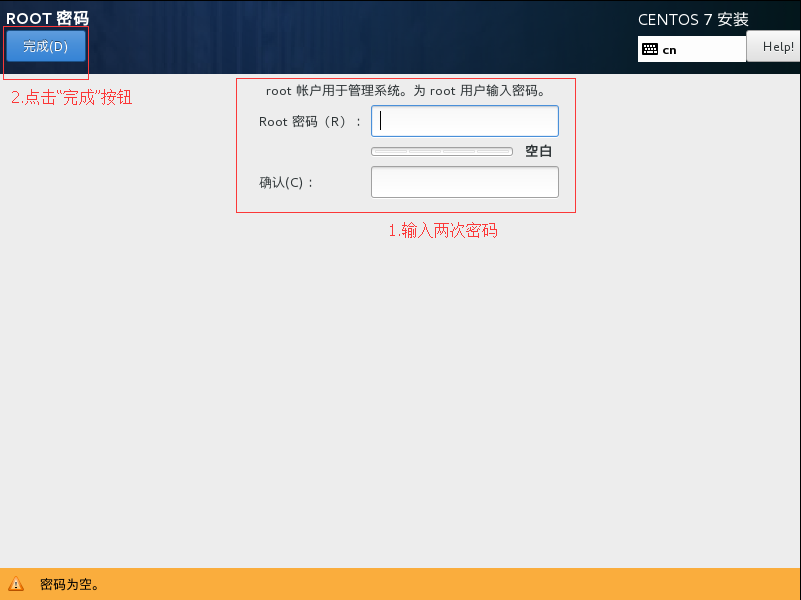 ROOT 密码
CENTOS 7 安装
完成(D)
cn
Help!
2.点击“完成”按钮
root 帐户用于管理系统。为 root 用户输入密码。
Root 密码（R）：
空白
确认(C)：
1.输入两次密码
密码为空。